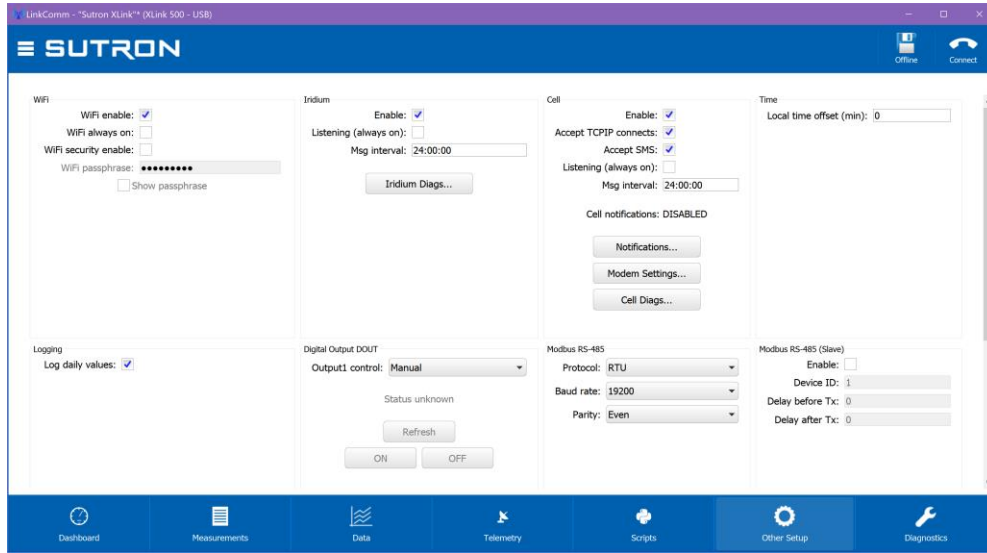 LinkComm - "Sutron XLink"* (XLink 500 - USB)
SUTRON
Offline
Connect
WiFi
WiFi enable:
WiFi always on:
WiFi security enable:
WiFi passphrase: ●●●●●●●●●
Show passphrase
Iridium
Enable:
Listening (always on):
Msg interval: 24:00:00
Iridium Diags...
Cell
Enable:
Accept TCPIP connects:
Accept SMS:
Listening (always on):
Msg interval: 24:00:00
Cell notifications: DISABLED
Notifications...
Modem Settings...
Cell Diags...
Time
Local time offset (min): 0
Logging
Log daily values:
Digital Output DOUT
Output1 control: Manual
Status unknown
Refresh
ON OFF
Modbus RS-485
Protocol: RTU
Baud rate: 19200
Parity: Even
Modbus RS-485 (Slave)
Enable:
Device ID: 1
Delay before Tx: 0
Delay after Tx: 0
Dashboard
Measurements
Data
Telemetry
Scripts
Other Setup
Diagnostics